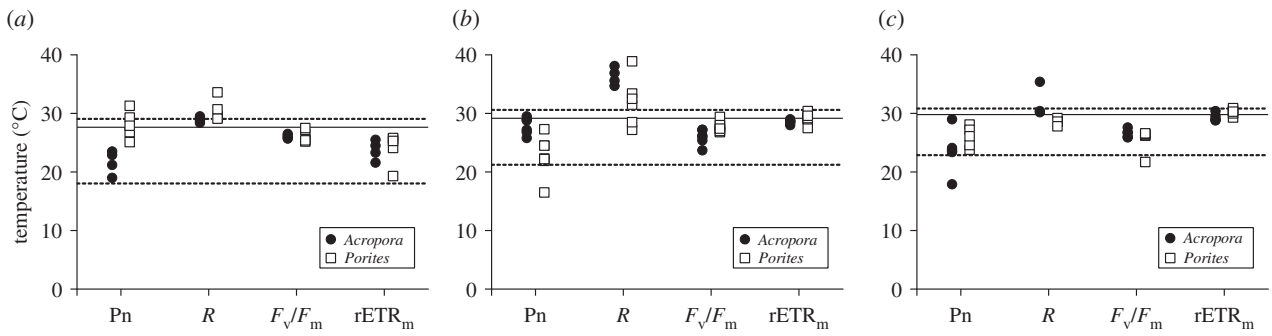 (a)
temperature (°C)
40
30
20
10
0
Acropora
Porites
Pn R Fv/Fm rETRm
(b)
40
30
20
10
0
Acropora
Porites
Pn R Fv/Fm rETRm
(c)
40
30
20
10
0
Acropora
Porites
Pn R Fv/Fm rETRm